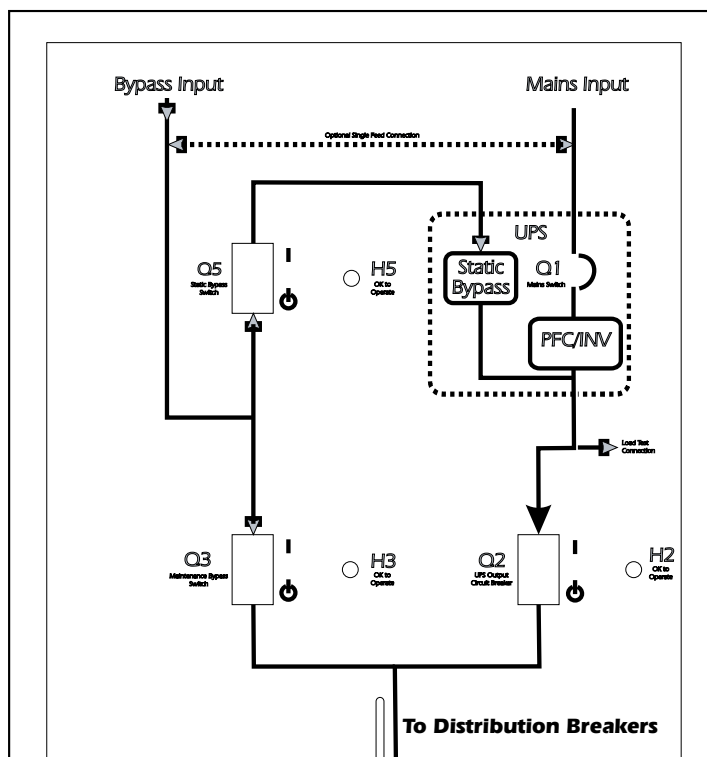 Bypass Input
Mains Input
Optional Single Feed Connection
UPS
Q5
Static Bypass
Switch
H5
OK to
Operate
Static
Bypass
Q1
Mains Switch
PFC/INV
Load Test
Connection
Q3
Maintenance Bypass
Switch
H3
OK to
Operate
Q2
UPS Output
Circuit Breaker
H2
OK to
Operate
To Distribution Breakers